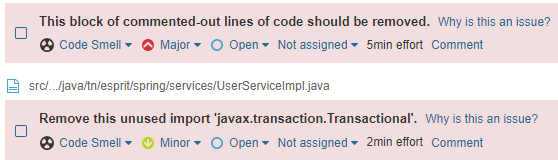 This block of commented-out lines of code should be removed. Why is this an issue?
Code Smell Major Open Not assigned 5min effort Comment
src/.../java/tn/esprit/spring/services/UserServiceImpl.java
Remove this unused import 'javax.transaction.Transactional'. Why is this an issue?
Code Smell Minor Open Not assigned 2min effort Comment